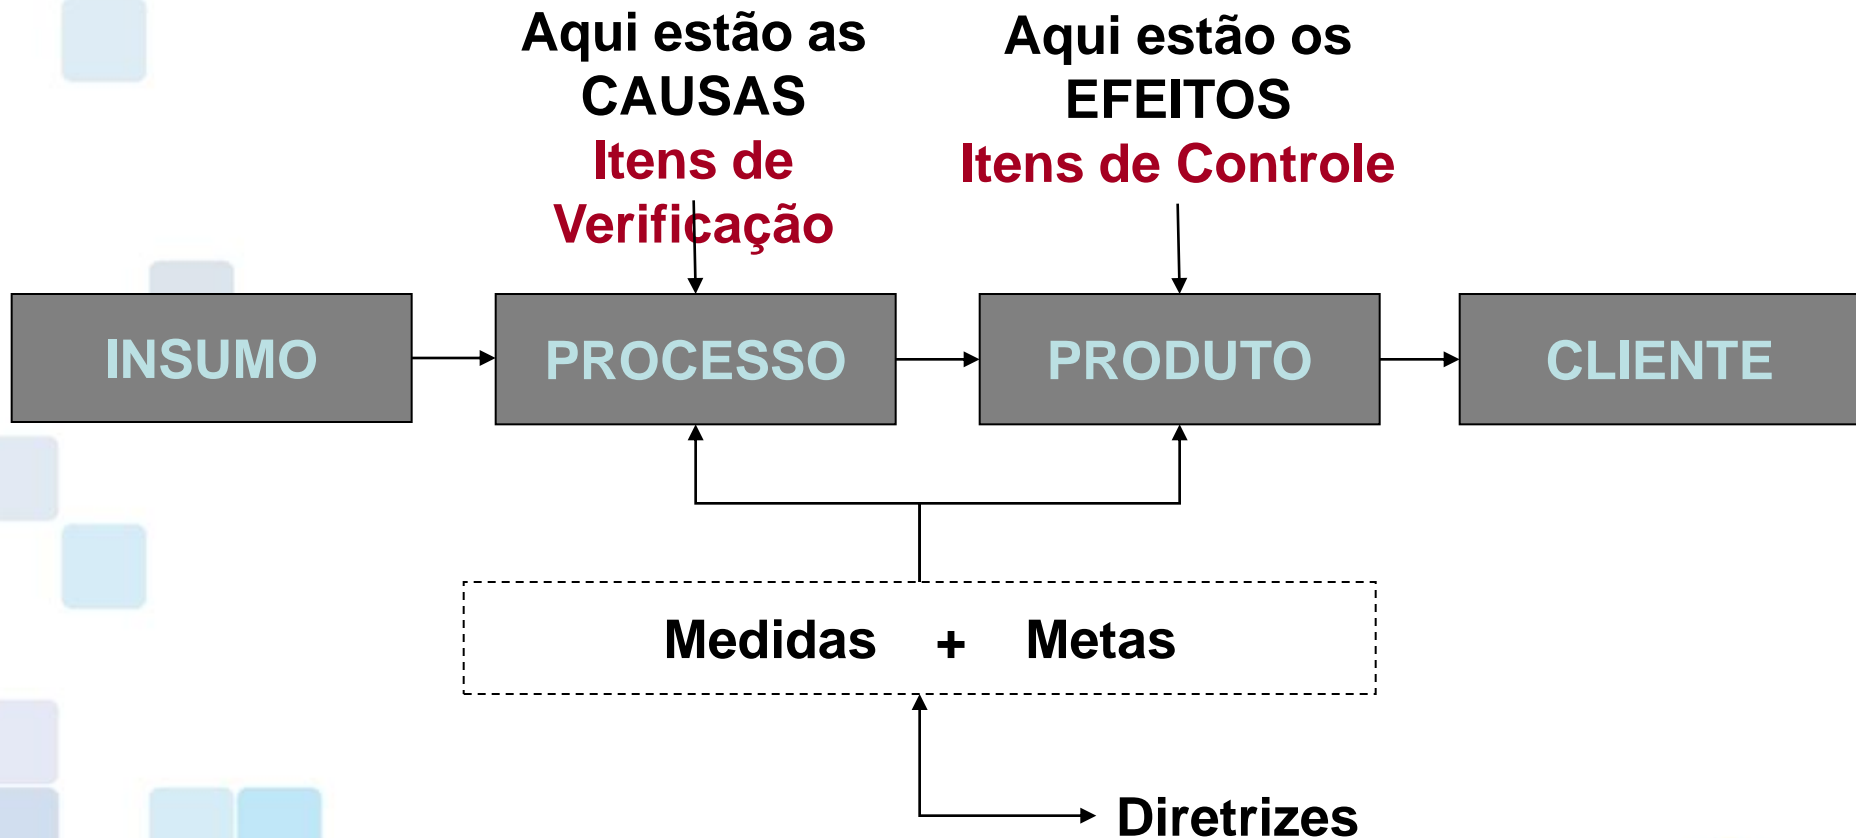 Aqui estão as
CAUSAS
Itens de
Verificação
Aqui estão os
EFEITOS
Itens de Controle
INSUMO
PROCESSO
PRODUTO
CLIENTE
Medidas + Metas
Diretrizes